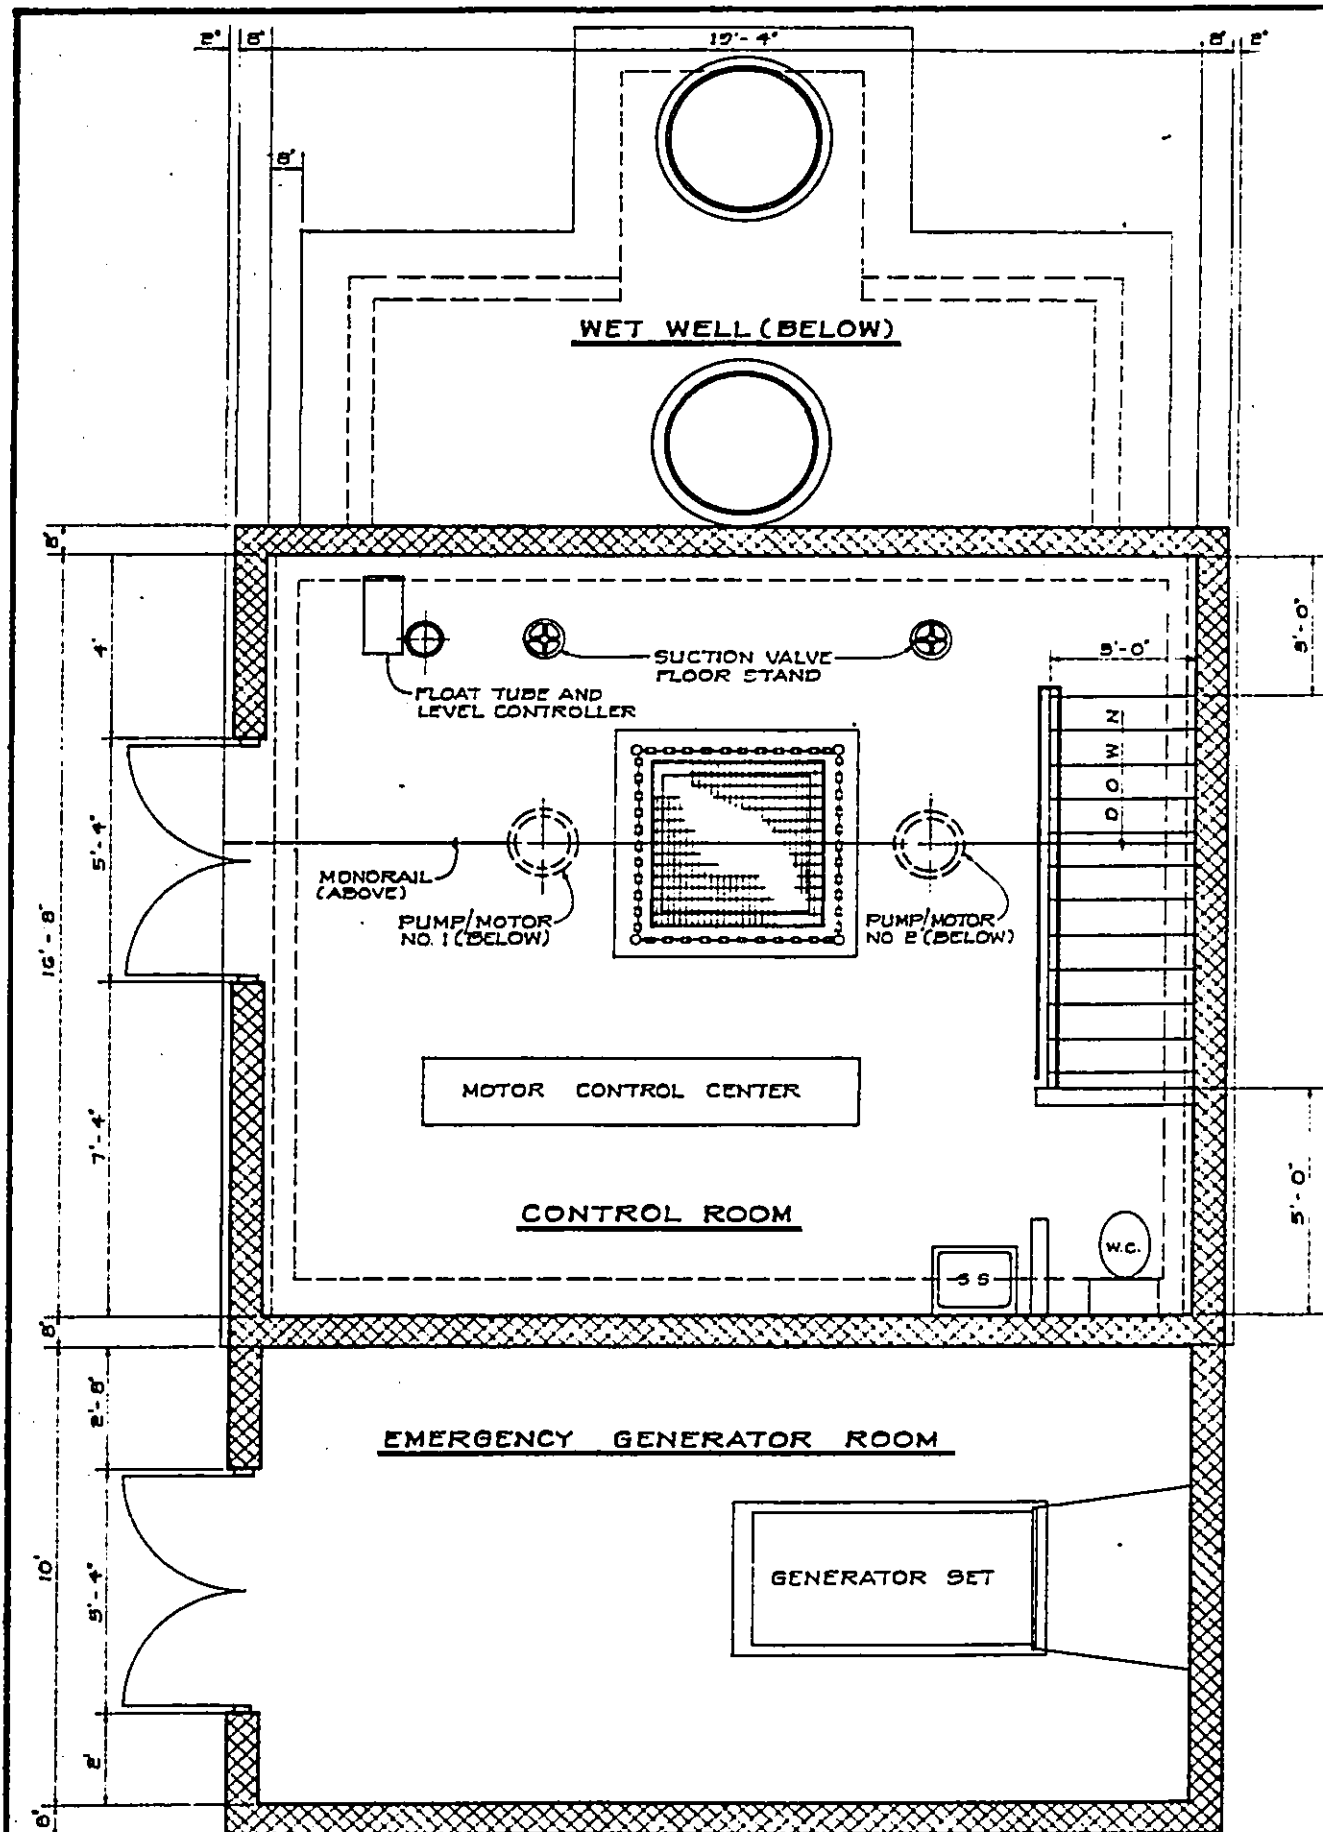 2" 8" 19'-4" 8" 2"
8"
WET WELL (BELOW)
8"
4'
3'-0"
3'-0"
SUCTION VALVE
FLOOR STAND
FLOAT TUBE AND
LEVEL CONTROLLER
DOWN
5'-4"
MONORAIL
(ABOVE)
PUMP/MOTOR
NO. 1 (BELOW)
PUMP/MOTOR
NO 2 (BELOW)
16'-8"
MOTOR CONTROL CENTER
7'-4"
5'-0"
CONTROL ROOM
W.C.
S S
8"
2'-8"
EMERGENCY GENERATOR ROOM
10'
5'-4"
GENERATOR SET
2'
8"